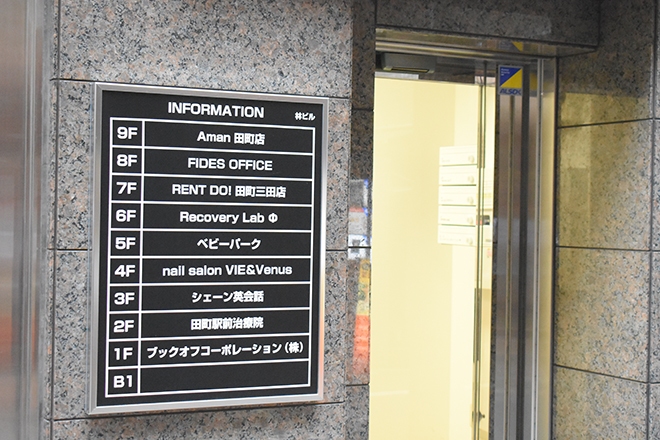 INFORMATION
林ビル
9F Aman 田町店
8F FIDES OFFICE
7F RENT DO! 田町三田店
6F Recovery Lab Φ
5F ベビーパーク
4F nail salon VIE&Venus
3F シェーン英会話
2F 田町駅前治療院
1F ブックオフコーポレーション(株)
B1
ALSOK